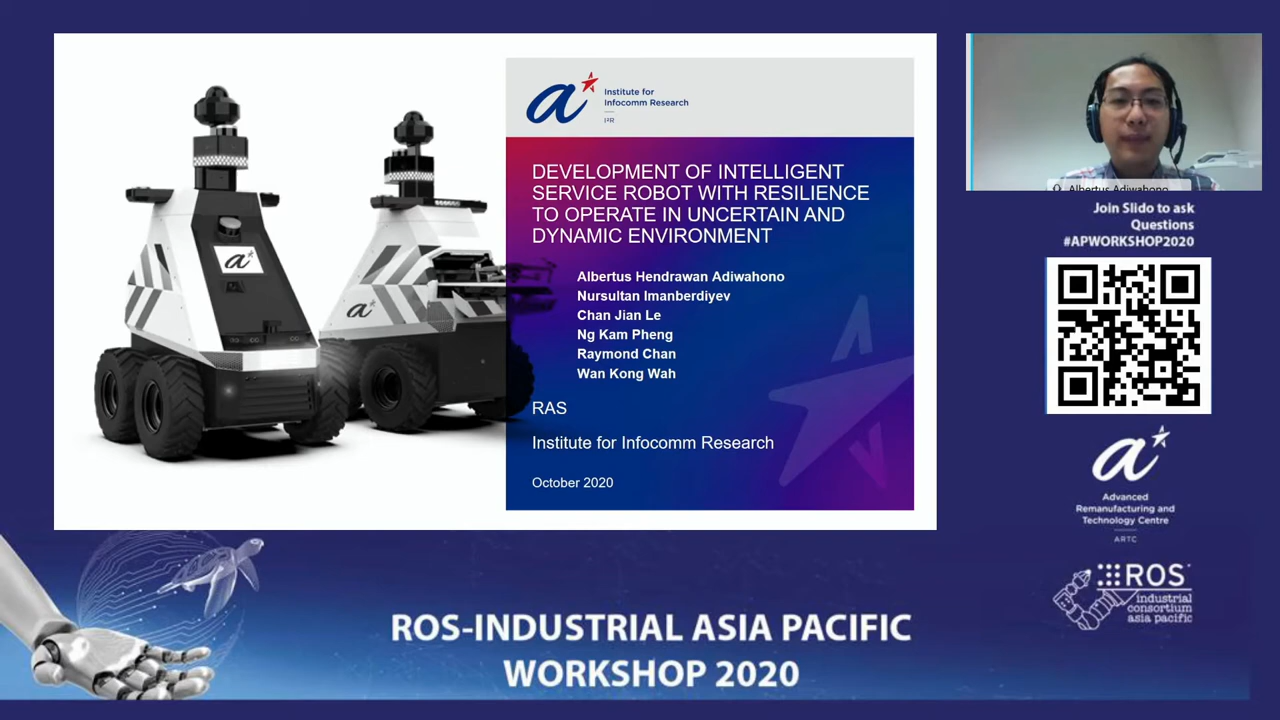 a
Institute for
Infocomm Research
I²R
DEVELOPMENT OF INTELLIGENT
SERVICE ROBOT WITH RESILIENCE
TO OPERATE IN UNCERTAIN AND
DYNAMIC ENVIRONMENT
Albertus Hendrawan Adiwahono
Nursultan Imanberdiyev
Chan Jian Le
Ng Kam Pheng
Raymond Chan
Wan Kong Wah
RAS
Institute for Infocomm Research
October 2020
a
a
Albertus Adiwahono
Join Slido to ask
Questions
#APWORKSHOP2020
a
Advanced
Remanufacturing and
Technology Centre
ARTC
ROS
industrial
consortium
asia pacific
ROS-INDUSTRIAL ASIA PACIFIC
WORKSHOP 2020